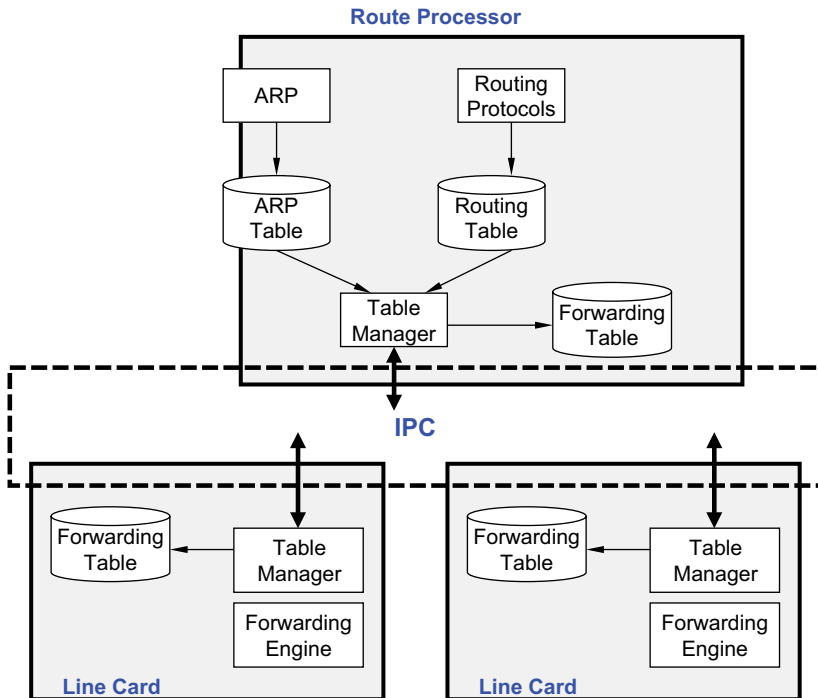 Route Processor
ARP
Routing
Protocols
ARP
Table
Routing
Table
Table
Manager
Forwarding
Table
IPC
Forwarding
Table
Table
Manager
Forwarding
Engine
Line Card
Forwarding
Table
Table
Manager
Forwarding
Engine
Line Card